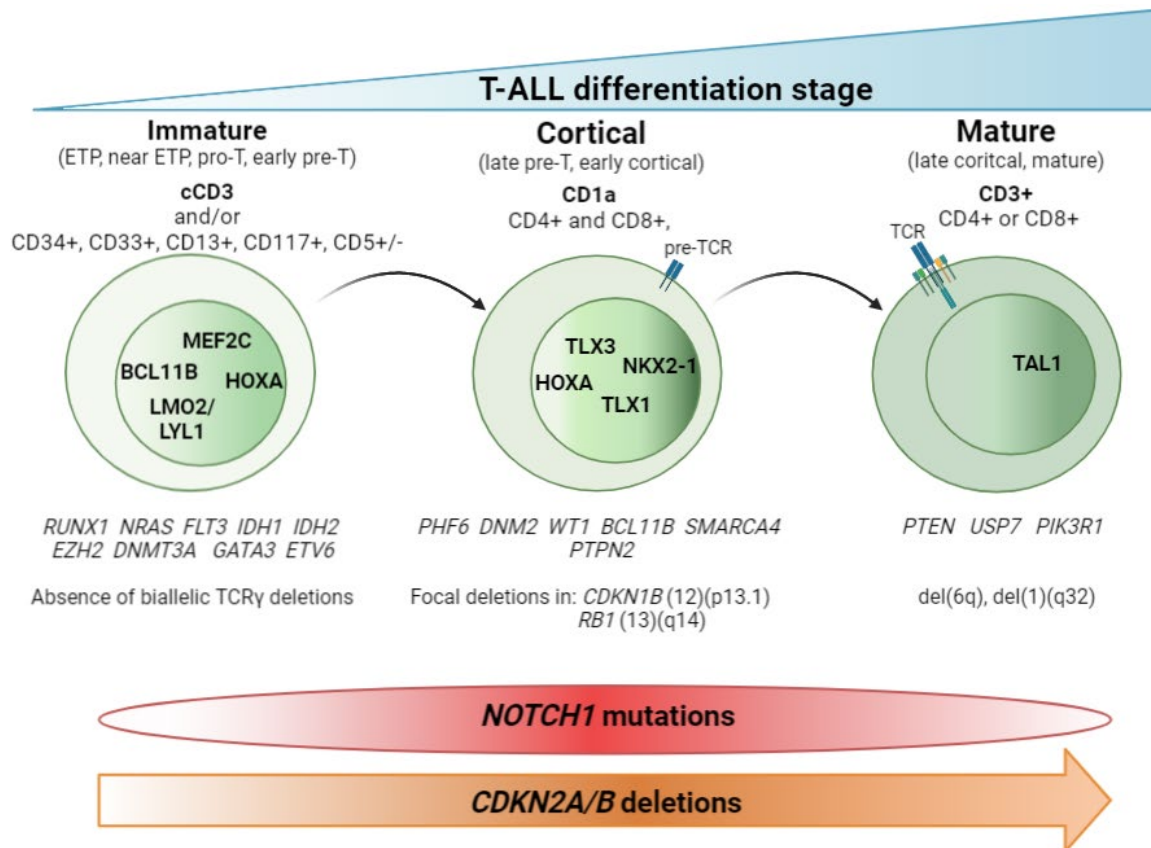 T-ALL differentiation stage
Immature
(ETP, near ETP, pro-T, early pre-T)
cCD3
and/or
CD34+, CD33+, CD13+, CD117+, CD5+/-
Cortical
(late pre-T, early cortical)
CD1a
CD4+ and CD8+,
pre-TCR
Mature
(late coritcal, mature)
CD3+
CD4+ or CD8+
TCR
MEF2C
BCL11B
HOXA
LMO2/
LYL1
TLX3
NKX2-1
HOXA
TLX1
TAL1
RUNX1 NRAS FLT3 IDH1 IDH2
EZH2 DNMT3A GATA3 ETV6
Absence of biallelic TCRγ deletions
PHF6 DNM2 WT1 BCL11B SMARCA4
PTPN2
Focal deletions in: CDKN1B (12)(p13.1)
RB1 (13)(q14)
PTEN USP7 PIK3R1
del(6q), del(1)(q32)
NOTCH1 mutations
CDKN2A/B deletions